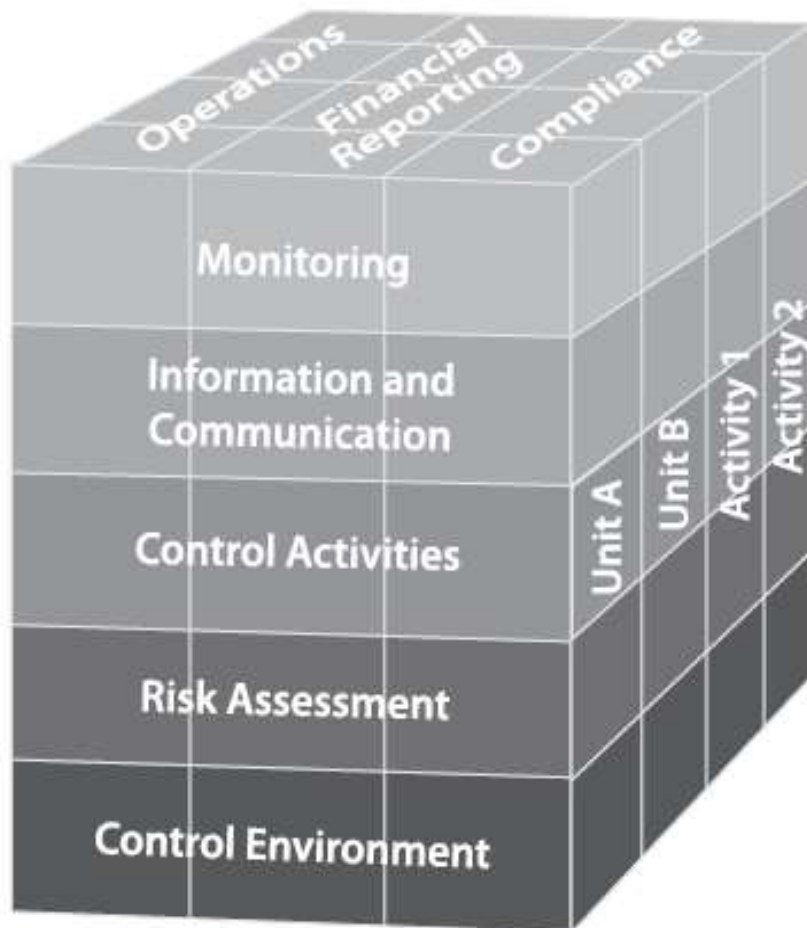 Operations
Financial
Reporting
Compliance
Monitoring
Information and
Communication
Control Activities
Risk Assessment
Control Environment
Unit A
Unit B
Activity 1
Activity 2